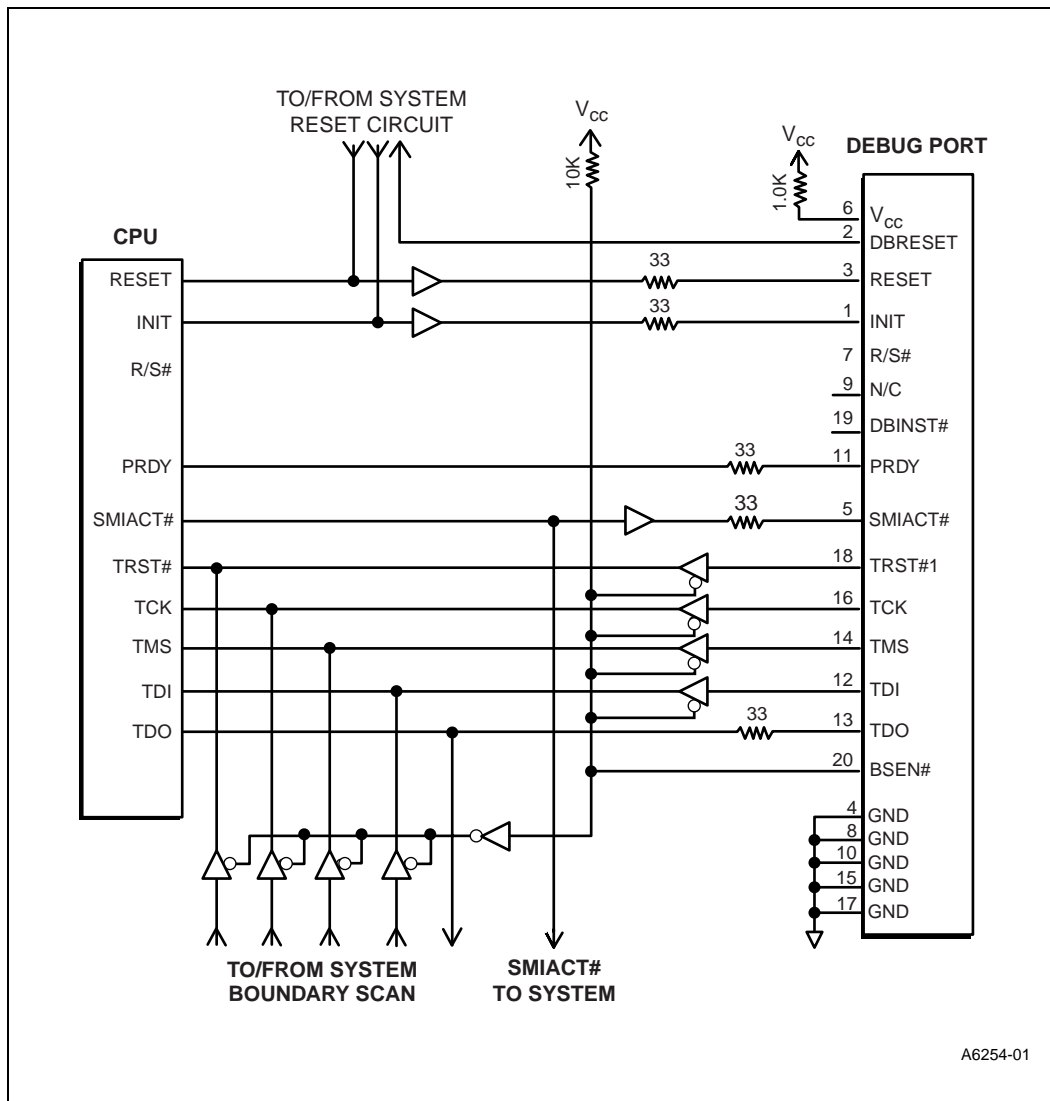 TO/FROM SYSTEM
RESET CIRCUIT
VCC
10K
VCC
1.0K
DEBUG PORT
CPU
6 VCC
2 DBRESET
RESET 33 3 RESET
INIT 33 1 INIT
R/S# 7 R/S#
9 N/C
19 DBINST#
PRDY 33 11 PRDY
SMIACT# 33 5 SMIACT#
TRST# 18 TRST#1
TCK 16 TCK
TMS 14 TMS
TDI 12 TDI
TDO 33 13 TDO
20 BSEN#
4 GND
8 GND
10 GND
15 GND
17 GND
TO/FROM SYSTEM
BOUNDARY SCAN
SMIACT#
TO SYSTEM
A6254-01